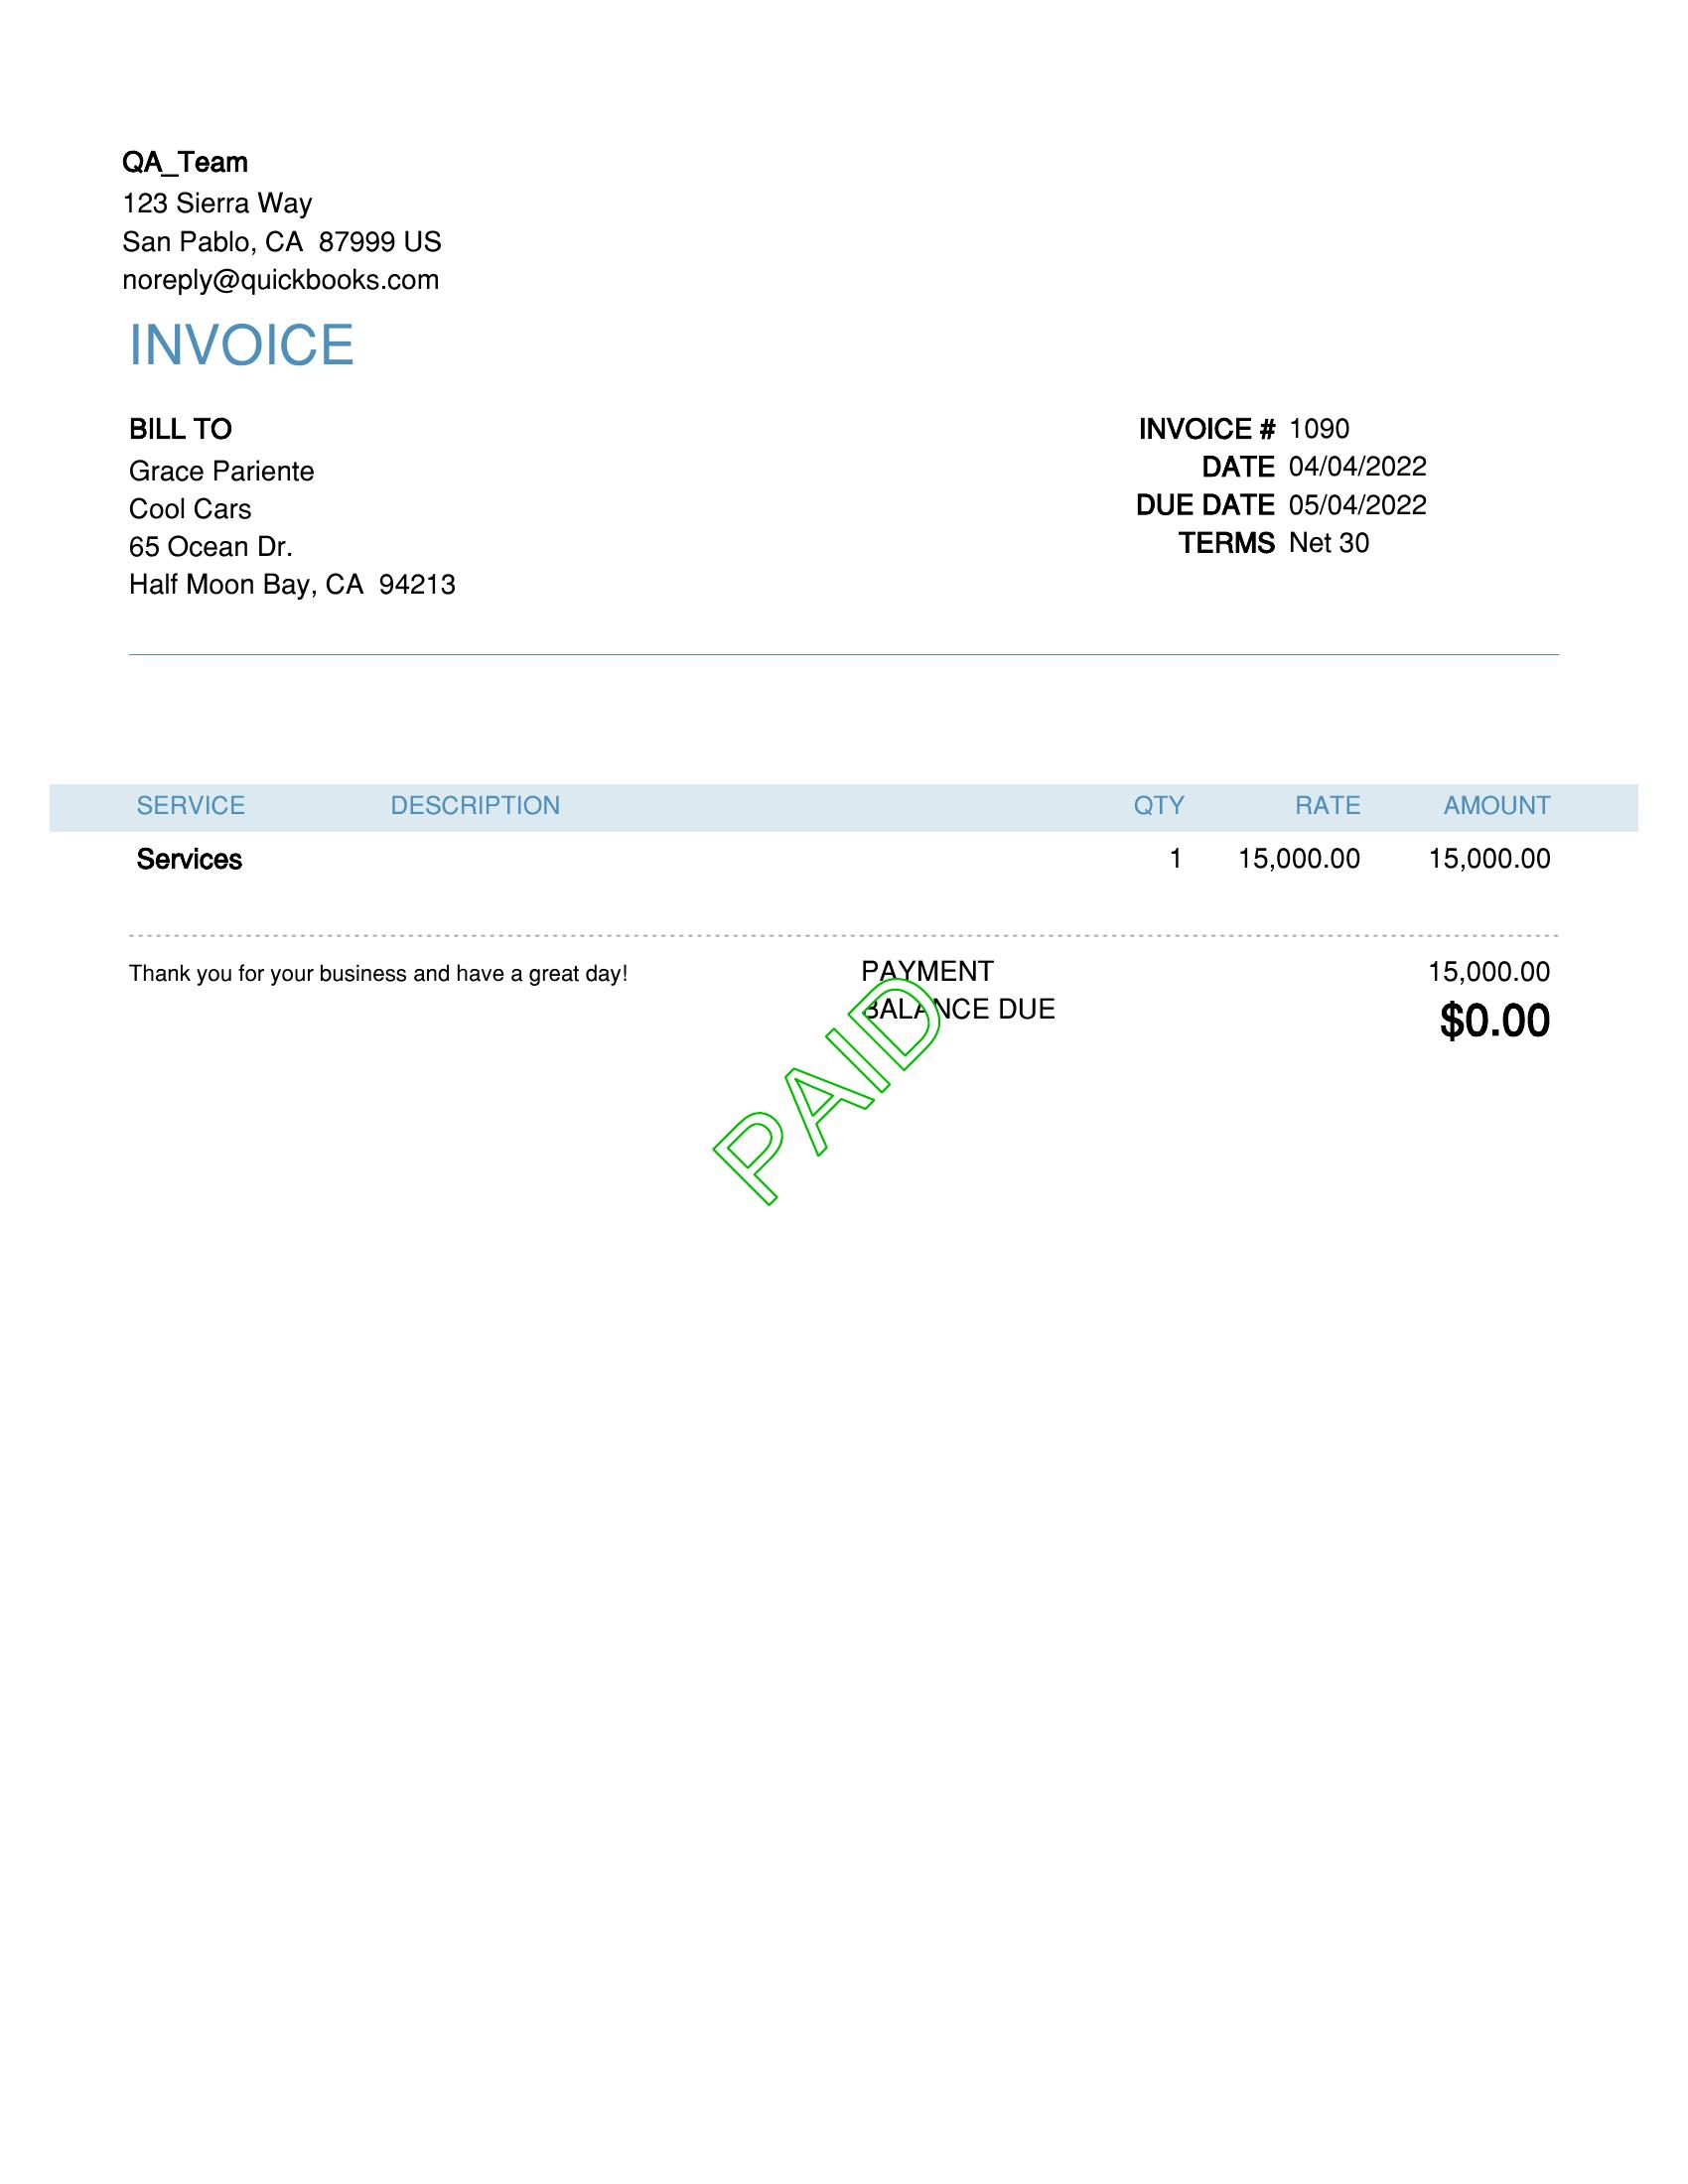 QA_Team
123 Sierra Way
San Pablo, CA  87999 US
noreply@quickbooks.com
INVOICE
BILL TO
Grace Pariente
Cool Cars
65 Ocean Dr.
Half Moon Bay, CA  94213
INVOICE # 1090
DATE 04/04/2022
DUE DATE 05/04/2022
TERMS Net 30
SERVICE DESCRIPTION QTY RATE AMOUNT
Services 1 15,000.00 15,000.00
Thank you for your business and have a great day!
PAYMENT 15,000.00
BALANCE DUE $0.00
PAID